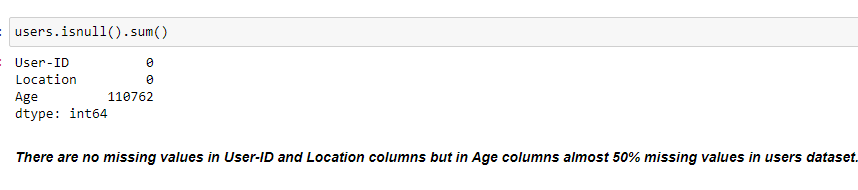 users.isnull().sum()
User-ID 0
Location 0
Age 110762
dtype: int64
There are no missing values in User-ID and Location columns but in Age columns almost 50% missing values in users dataset.